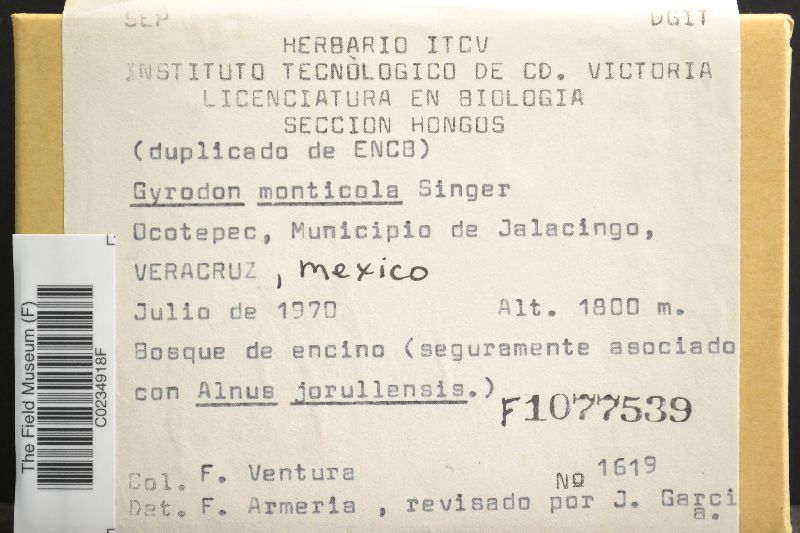 SEP DGIT
HERBARIO ITCV
INSTITUTO TECNÒLOGICO DE CD. VICTORIA
LICENCIATURA EN BIOLOGIA
SECCION HONGOS
(duplicado de ENCB)
Gyrodon monticola Singer
Ocotepec, Municipio de Jalacingo,
VERACRUZ , mexico
Julio de 1970 Alt. 1800 m.
Bosque de encino (seguramente asociado
con Alnus jorullensis.)
F1077539
Col. F. Ventura Nº 1619
Det. F. Armeria , revisado por J. Garci
a.
The Field Museum (F)
C0234918F